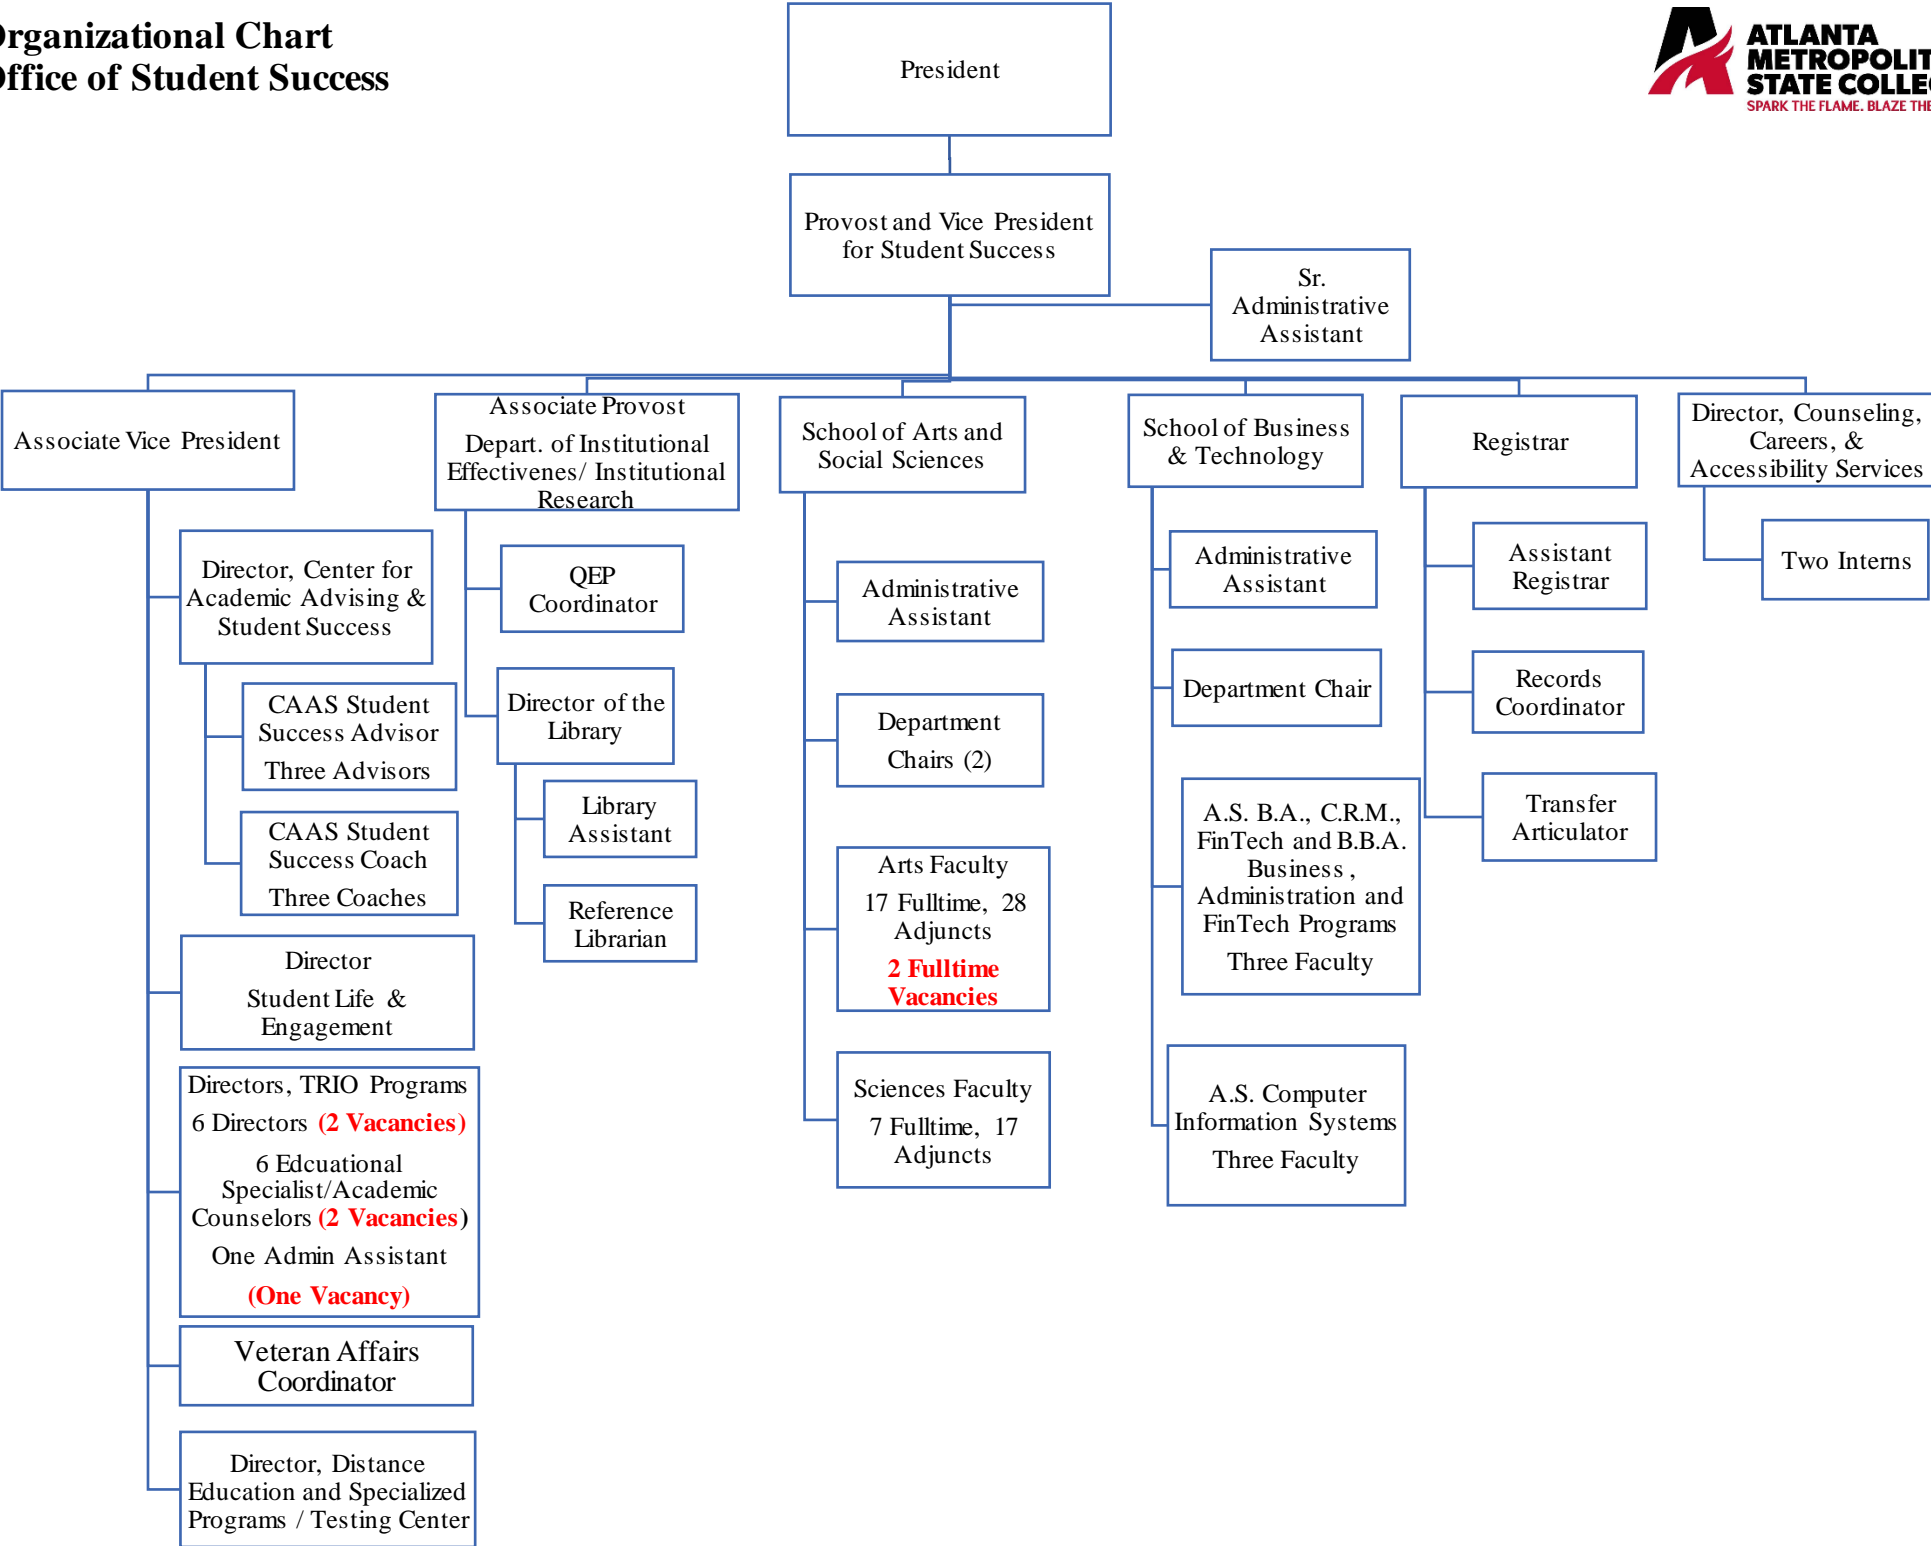 rganizational Chart
ffice of Student Success
ATLANTA
METROPOLIT
STATE COLLE
SPARK THE FLAME. BLAZE THE
President
Provost and Vice President
for Student Success
Sr.
Administrative
Assistant
Associate Vice President
Director, Center for
Academic Advising &
Student Success
CAAS Student
Success Advisor
Three Advisors
CAAS Student
Success Coach
Three Coaches
Director
Student Life &
Engagement
Directors, TRIO Programs
6 Directors (2 Vacancies)
6 Edcuational
Specialist/Academic
Counselors (2 Vacancies)
One Admin Assistant
(One Vacancy)
Veteran Affairs
Coordinator
Director, Distance
Education and Specialized
Programs / Testing Center
Associate Provost
Depart. of Institutional
Effectivenes/ Institutional
Research
QEP
Coordinator
Director of the
Library
Library
Assistant
Reference
Librarian
School of Arts and
Social Sciences
Administrative
Assistant
Department
Chairs (2)
Arts Faculty
17 Fulltime, 28
Adjuncts
2 Fulltime
Vacancies
Sciences Faculty
7 Fulltime, 17
Adjuncts
School of Business
& Technology
Administrative
Assistant
Department Chair
A.S. B.A., C.R.M.,
FinTech and B.B.A.
Business ,
Administration and
FinTech Programs
Three Faculty
A.S. Computer
Information Systems
Three Faculty
Registrar
Assistant
Registrar
Records
Coordinator
Transfer
Articulator
Director, Counseling,
Careers, &
Accessibility Services
Two Interns